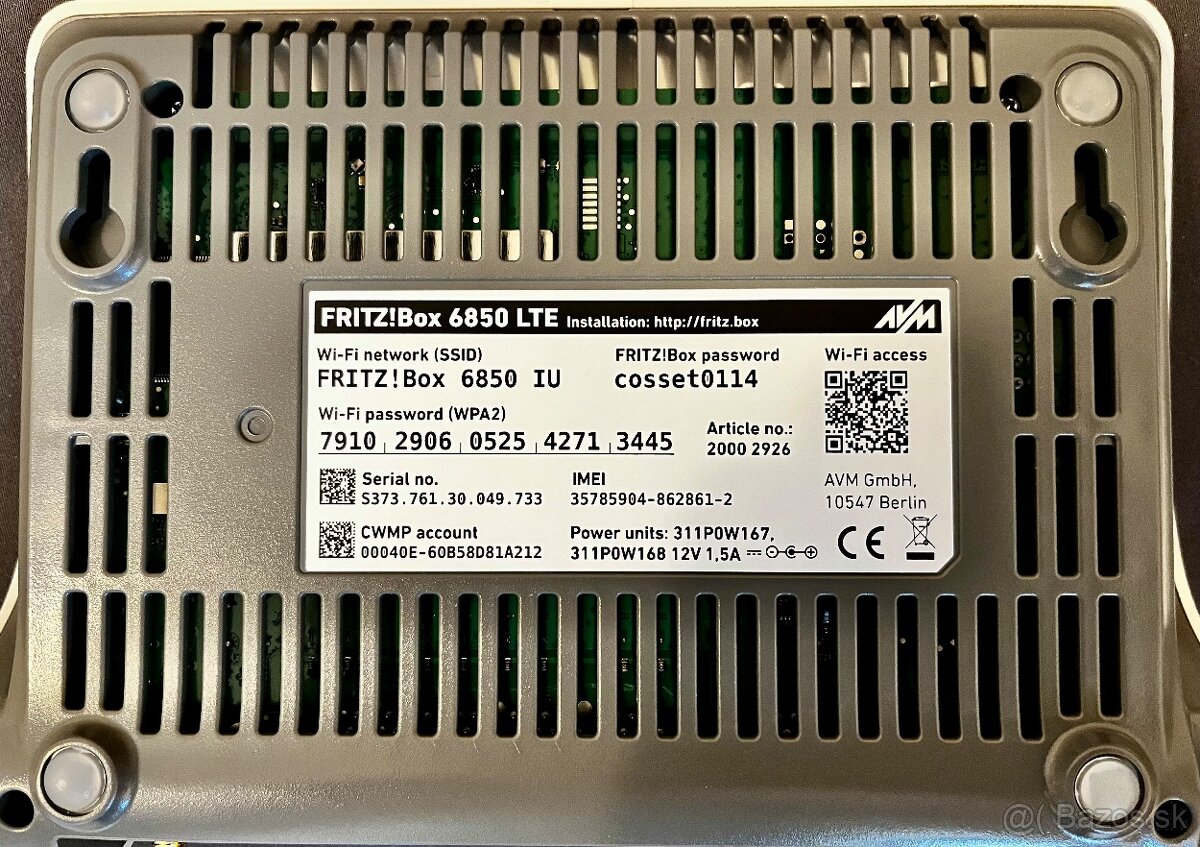 FRITZ!Box 6850 LTE Installation: http://fritz.box AVM
Wi-Fi network (SSID) FRITZ!Box password Wi-Fi access
FRITZ!Box 6850 IU cosset0114
Wi-Fi password (WPA2)
7910 2906 0525 4271 3445
Article no.:
2000 2926
Serial no. IMEI AVM GmbH,
S373.761.30.049.733 35785904-862861-2 10547 Berlin
CWMP account Power units: 311P0W167,
00040E-60B58D81A212 311P0W168 12V 1,5A
CE
@( Bazos.sk